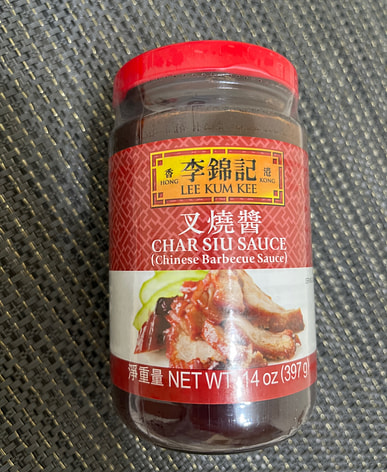 香 李錦記 港
HONG LEE KUM KEE KONG
叉燒醬
CHAR SIU SAUCE
(Chinese Barbecue Sauce)
淨重量 NET WT. 14 oz (397 g)